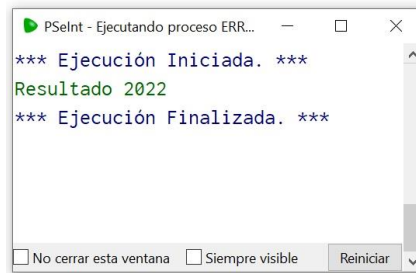 PSeInt - Ejecutando proceso ERR...
*** Ejecución Iniciada. ***
Resultado 2022
*** Ejecución Finalizada. ***
No cerrar esta ventana Siempre visible Reiniciar